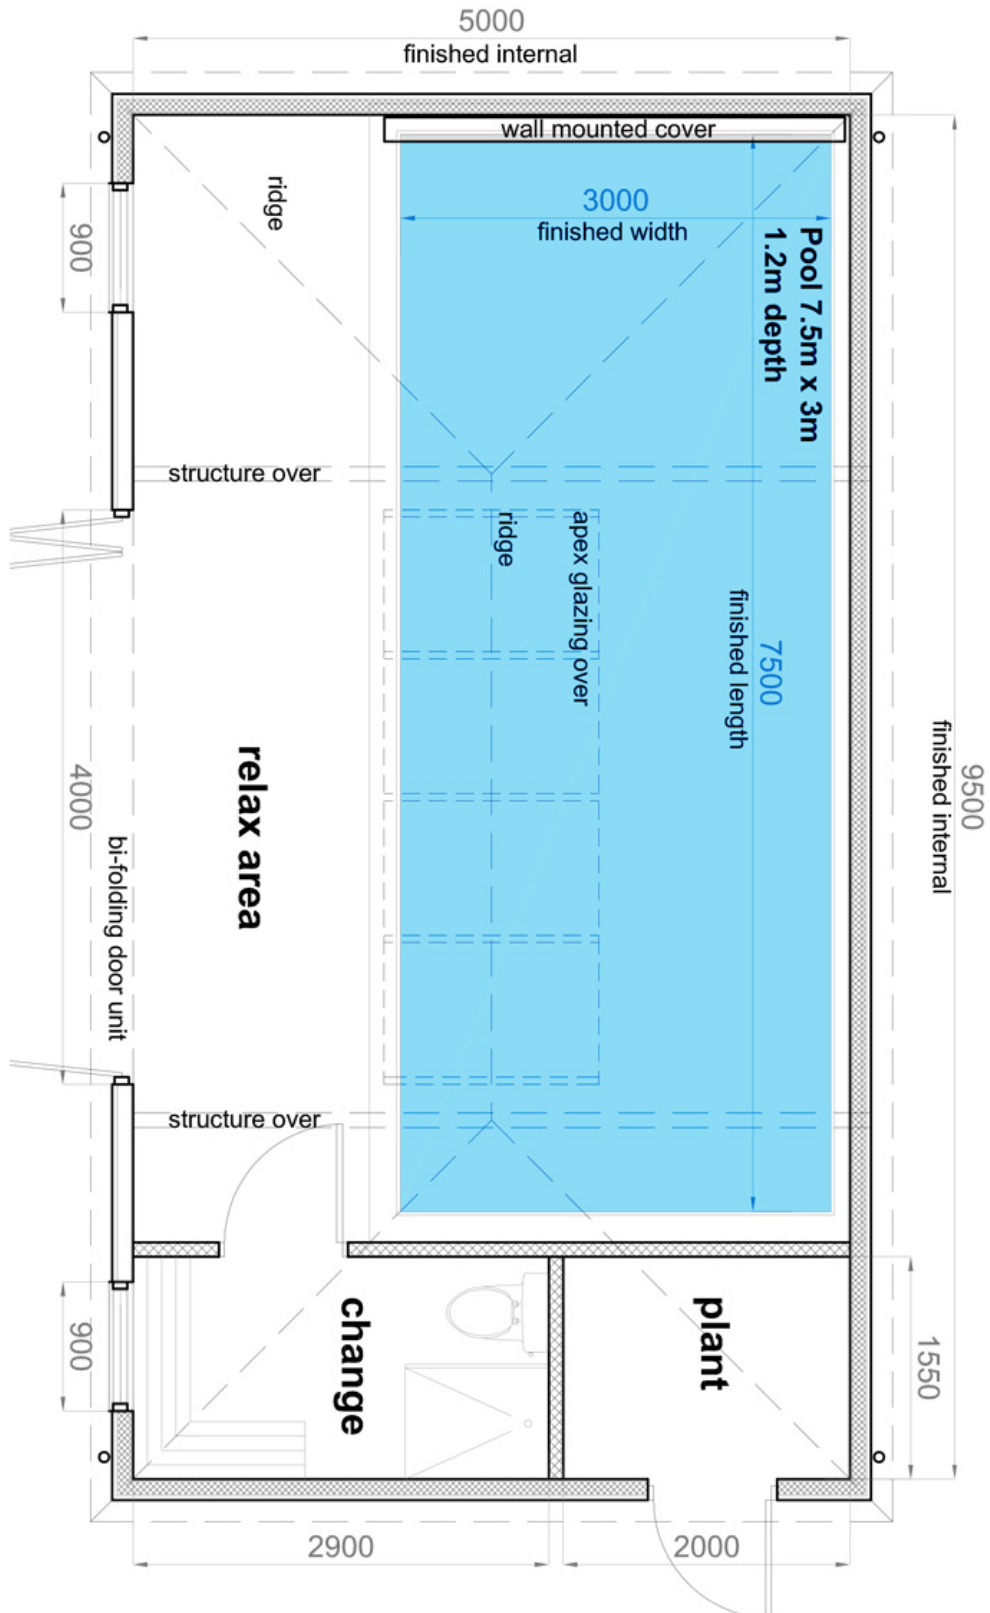 5000
finished internal
wall mounted cover
ridge
3000
finished width
Pool 7.5m x 3m
1.2m depth
900
structure over
ridge
apex glazing over
finished length
7500
9500
finished internal
relax area
4000
bi-folding door unit
structure over
change
plant
1550
900
2900
2000